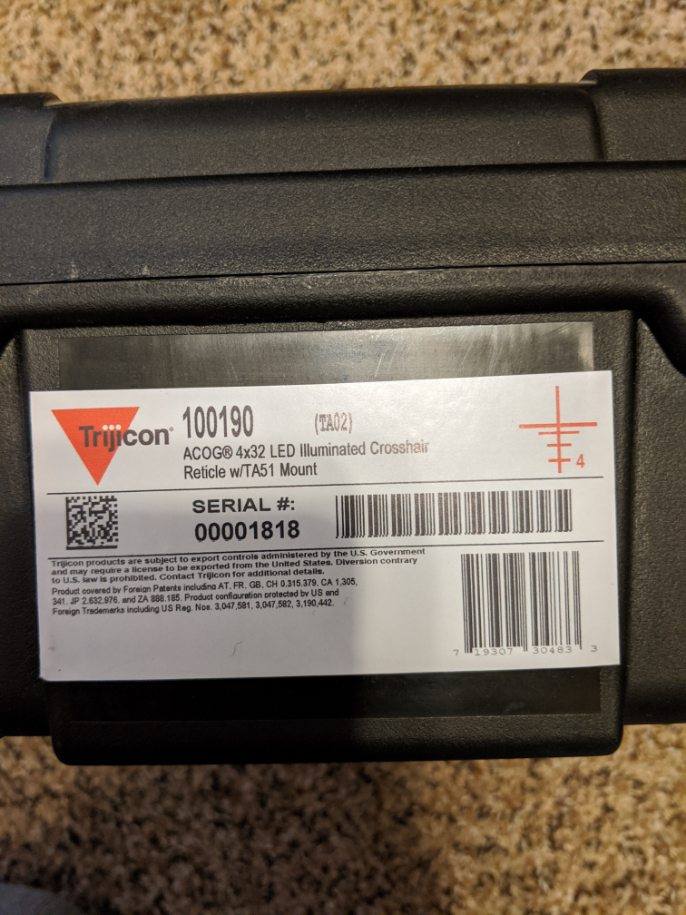 Trijicon® 100190 (TA02)
ACOG® 4x32 LED Illuminated Crosshair
Reticle w/TA51 Mount
4
SERIAL #:
00001818
Trijicon products are subject to export controls administered by the U.S. Government
and may require a license to be exported from the United States. Diversion contrary
to U.S. law is prohibited. Contact Trijicon for additional details.
Product covered by Foreign Patents including AT, FR, GB, CH 0.315.379, CA 1,305,
341, JP 2.632.976, and ZA 888.185. Product configuration protected by US and
Foreign Trademarks including US Reg. Nos. 3,047,581, 3,047,582, 3,190,442.
7 19307 30483 3